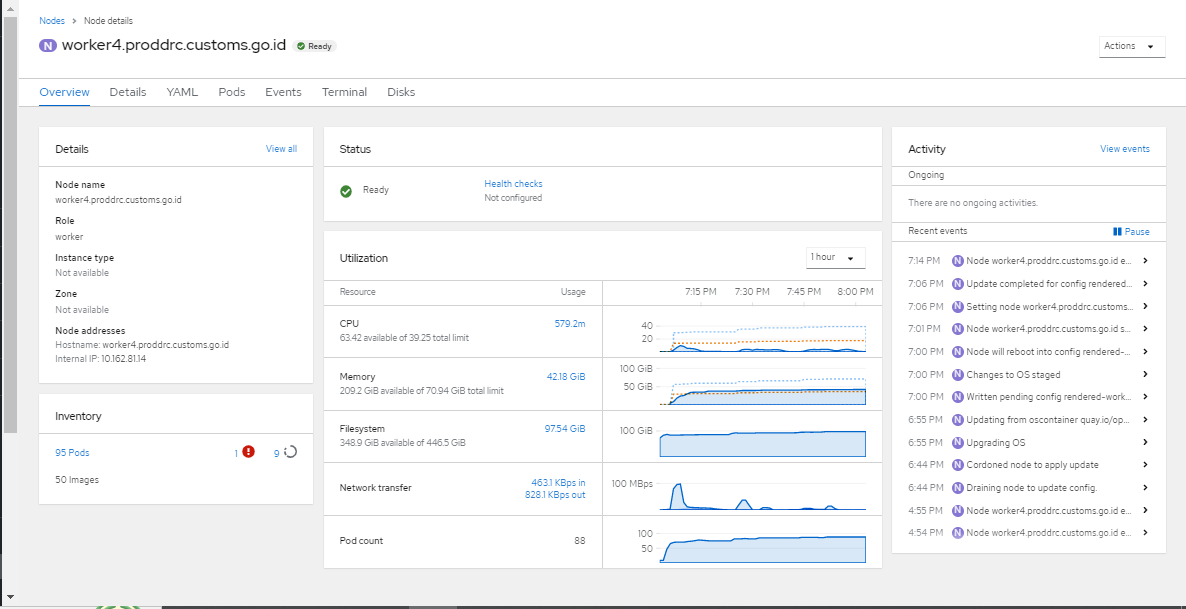 Nodes > Node details
N worker4.proddrc.customs.go.id Ready
Actions
Overview Details YAML Pods Events Terminal Disks
Details View all
Node name
worker4.proddrc.customs.go.id
Role
worker
Instance type
Not available
Zone
Not available
Node addresses
Hostname: worker4.proddrc.customs.go.id
Internal IP: 10.162.81.14
Inventory
95 Pods 1 9
50 Images
Status
Ready
Health checks
Not configured
Utilization 1 hour
Resource Usage 7:15 PM 7:30 PM 7:45 PM 8:00 PM
CPU 579.2m
63.42 available of 39.25 total limit
40
20
Memory 42.18 GiB
209.2 GiB available of 70.94 GiB total limit
100 GiB
50 GiB
Filesystem 97.54 GiB
348.9 GiB available of 446.5 GiB
100 GiB
Network transfer
463.1 KBps in
828.1 KBps out
100 MBps
Pod count 88
100
50
Activity View events
Ongoing
There are no ongoing activities.
Recent events Pause
7:14 PM N Node worker4.proddrc.customs.go.id e...
7:06 PM N Update completed for config rendered...
7:06 PM N Setting node worker4.proddrc.customs...
7:01 PM N Node worker4.proddrc.customs.go.id s...
7:00 PM N Node will reboot into config rendered-...
7:00 PM N Changes to OS staged
7:00 PM N Written pending config rendered-work...
6:55 PM N Updating from oscontainer quay.io/op...
6:55 PM N Upgrading OS
6:44 PM N Cordoned node to apply update
6:44 PM N Draining node to update config.
4:55 PM N Node worker4.proddrc.customs.go.id e...
4:54 PM N Node worker4.proddrc.customs.go.id e...